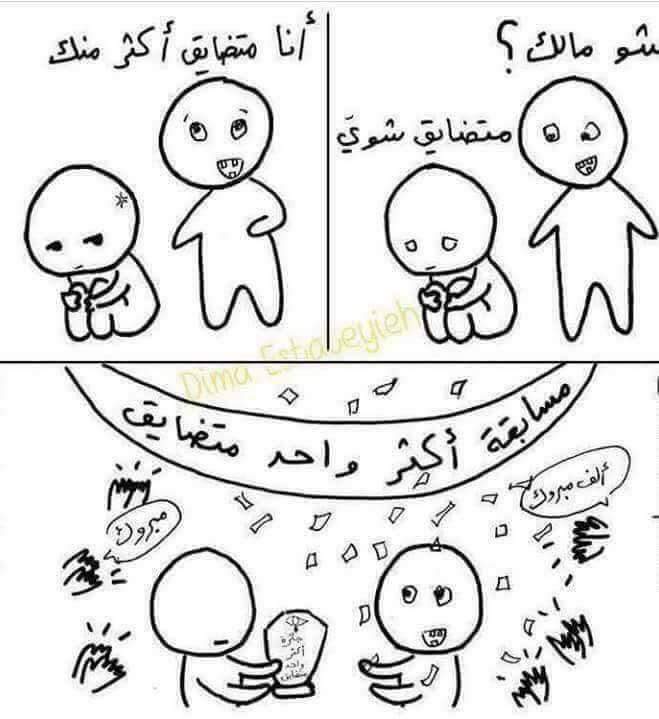 شو مالك؟
متضايق شوي
أنا متضايق أكثر منك
Dima Eshaweyieh
مسابقة أكثر واحد متضايق
ألف مبروك
مبروك
جائزة
أكثر
واحد
متضايق